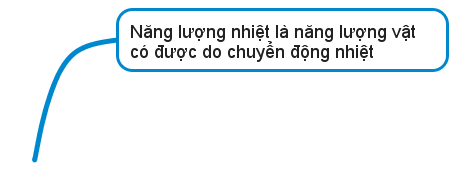 Năng lượng nhiệt là năng lượng vật
có được do chuyển động nhiệt